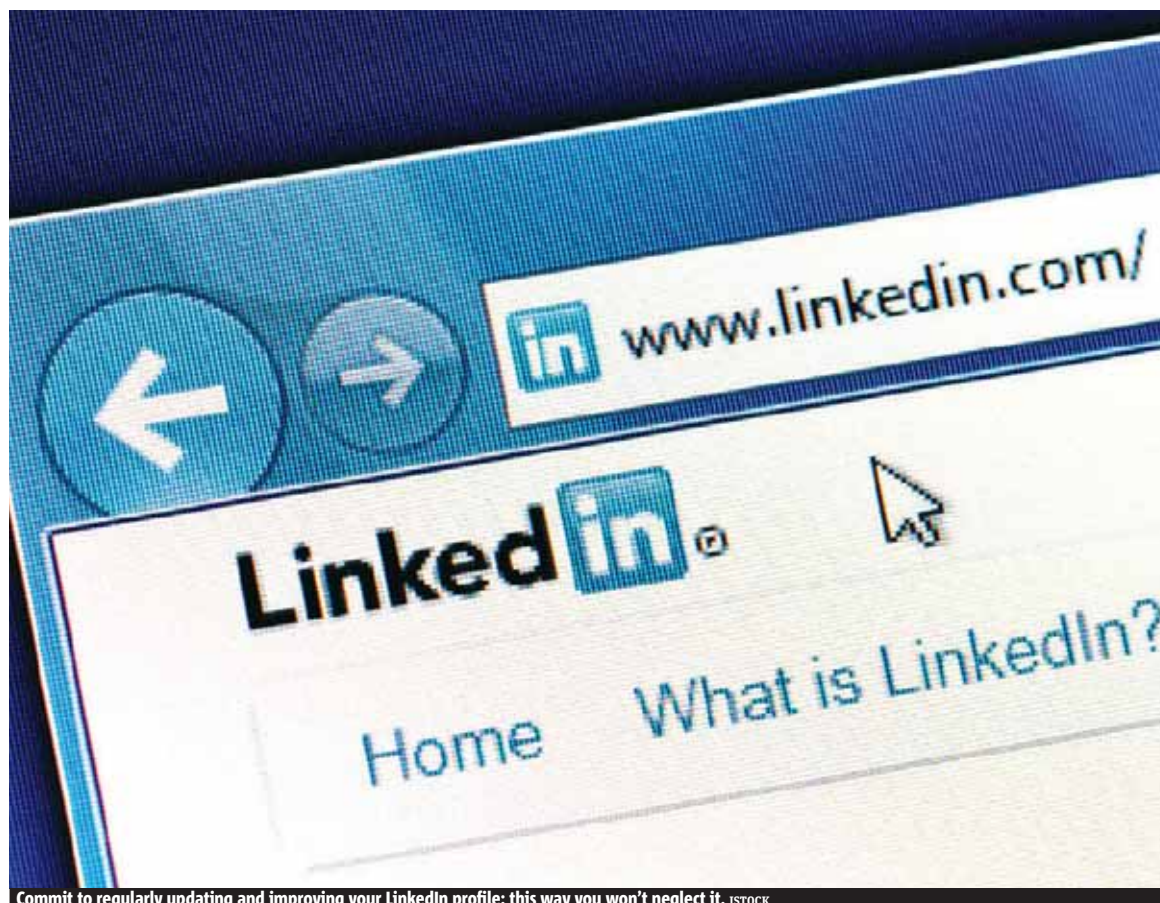 in www.linkedin.com/
Linked in ®
Home What is LinkedIn?
Commit to regularly updating and improving your LinkedIn profile; this way you won't neglect it. ISTOCK